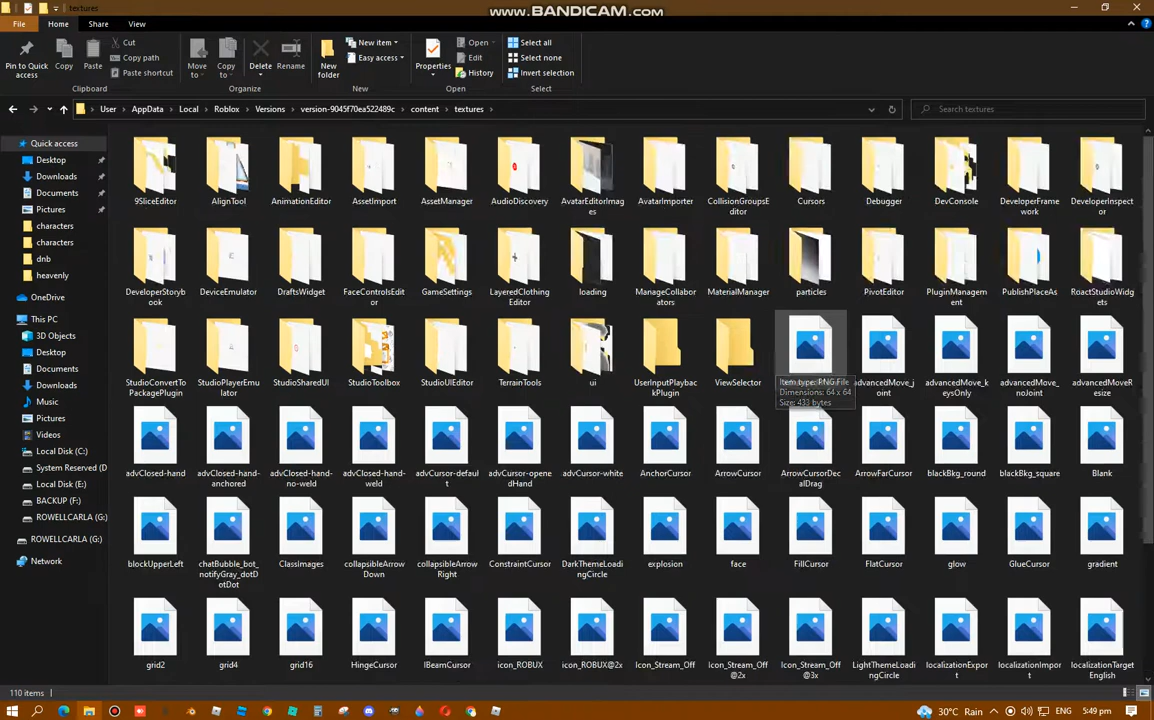 textures
www.BANDICAM.com
File
Home
Share
View
Pin to Quick access
Copy
Paste
Cut
Copy path
Paste shortcut
Clipboard
Move to
Copy to
Delete
Rename
Organize
New folder
New item
Easy access
New
Properties
Open
Edit
History
Open
Select all
Select none
Invert selection
Select
User
AppData
Local
Roblox
Versions
version-9045f70ea522489c
content
textures
Search textures
Quick access
Desktop
Downloads
Documents
Pictures
characters
characters
dnb
heavenly
OneDrive
This PC
3D Objects
Desktop
Documents
Downloads
Music
Pictures
Videos
Local Disk (C:)
System Reserved (D
Local Disk (E:)
BACKUP (F:)
ROWELLCARLA (G:
ROWELLCARLA (G:)
Network
9SliceEditor
AlignTool
AnimationEditor
AssetImport
AssetManager
AudioDiscovery
AvatarEditorImages
AvatarImporter
CollisionGroupsEditor
Cursors
Debugger
DevConsole
DeveloperFramework
DeveloperInspector
DeveloperStorybook
DeviceEmulator
DraftsWidget
FaceControlsEditor
GameSettings
LayeredClothingEditor
loading
ManageCollaborators
MaterialManager
particles
PivotEditor
PluginManagement
PublishPlaceAs
RoactStudioWidgets
StudioConvertToPackagePlugin
StudioPlayerEmulator
StudioSharedUI
StudioToolbox
StudioUIEditor
TerrainTools
ui
UserInputPlaybackPlugin
ViewSelector
Item type: PNG File
Dimensions: 64 x 64
Size: 433 bytes
advancedMove_joint
advancedMove_keysOnly
advancedMove_noJoint
advancedMoveResize
advClosed-hand
advClosed-hand-anchored
advClosed-hand-no-weld
advClosed-hand-weld
advCursor-default
advCursor-openedHand
advCursor-white
AnchorCursor
ArrowCursor
ArrowCursorDecalDrag
ArrowFarCursor
blackBkg_round
blackBkg_square
Blank
blockUpperLeft
chatBubble_bot_notifyGray_dotDotDot
ClassImages
collapsibleArrowDown
collapsibleArrowRight
ConstraintCursor
DarkThemeLoadingCircle
explosion
face
FillCursor
FlatCursor
glow
GlueCursor
gradient
grid2
grid4
grid16
HingeCursor
IBeamCursor
icon_ROBUX
icon_ROBUX@2x
Icon_Stream_Off
Icon_Stream_Off@2x
Icon_Stream_Off@3x
LightThemeLoadingCircle
localizationExport
localizationImport
localizationTargetEnglish
110 items
30°C Rain
ENG
5:49 pm